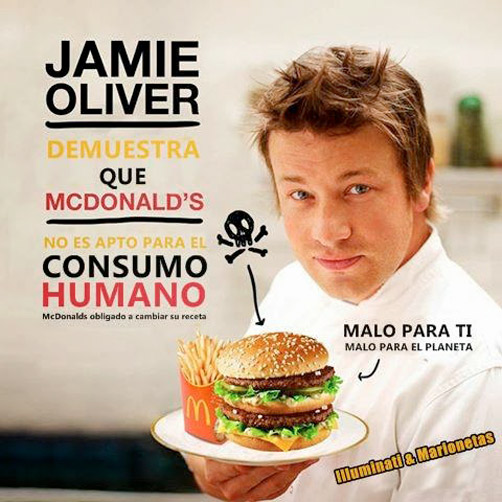 JAMIE
OLIVER
DEMUESTRA
QUE
MCDONALD'S
NO ES APTO PARA EL
CONSUMO
HUMANO
McDonalds obligado a cambiar su receta
MALO PARA TI
MALO PARA EL PLANETA
M
Illuminati & Marionetas